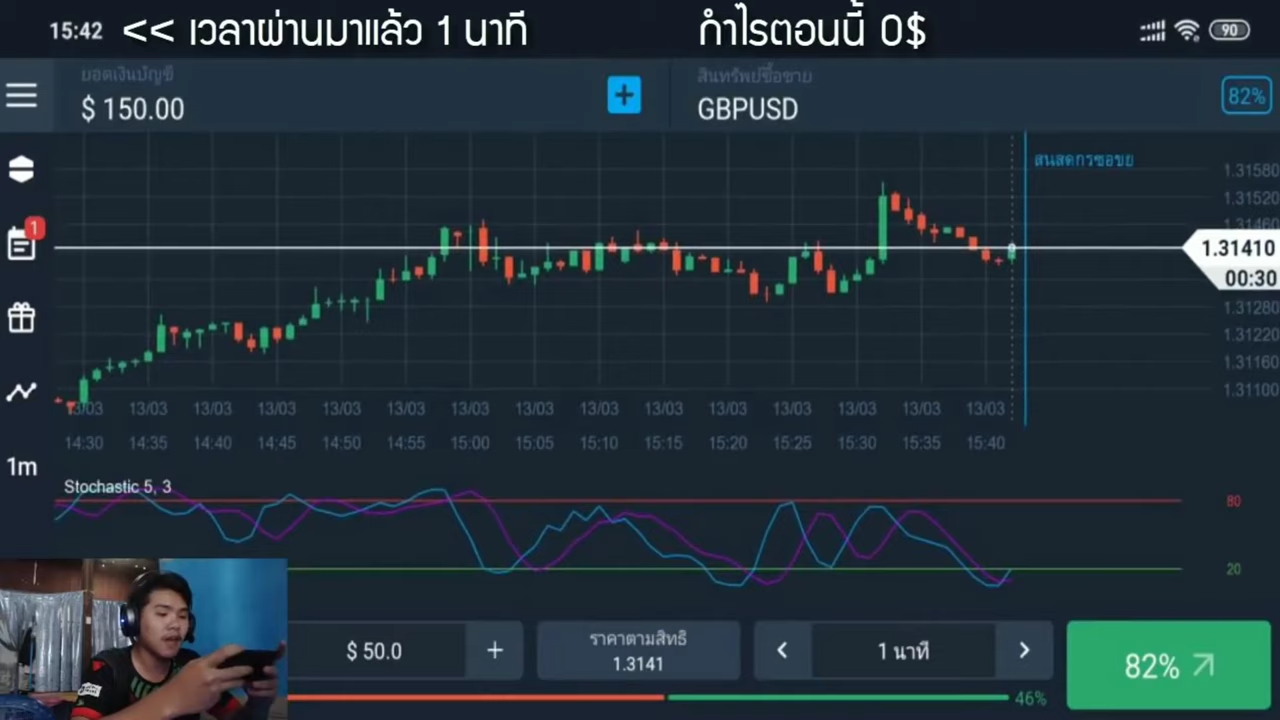 15:42 << เวลาผ่านมาแล้ว 1 นาที กำไรตอนนี้ 0$ 90
ยอดเงินบัญชี สินทรัพย์ซื้อขาย
$ 150.00 + GBPUSD 82%
สนสดกรซอขย
1.31580
1
1.31520
1.31460
1.31410
00:30
1.31280
1.31220
1.31160
1.31100
13/03 13/03 13/03 13/03 13/03 13/03 13/03 13/03 13/03 13/03 13/03 13/03 13/03 13/03 13/03
14:30 14:35 14:40 14:45 14:50 14:55 15:00 15:05 15:10 15:15 15:20 15:25 15:30 15:35 15:40
1m
Stochastic 5, 3
80
20
$ 50.0 + ราคาตามสิทธิ < 1 นาที > 82%
1.3141
46%